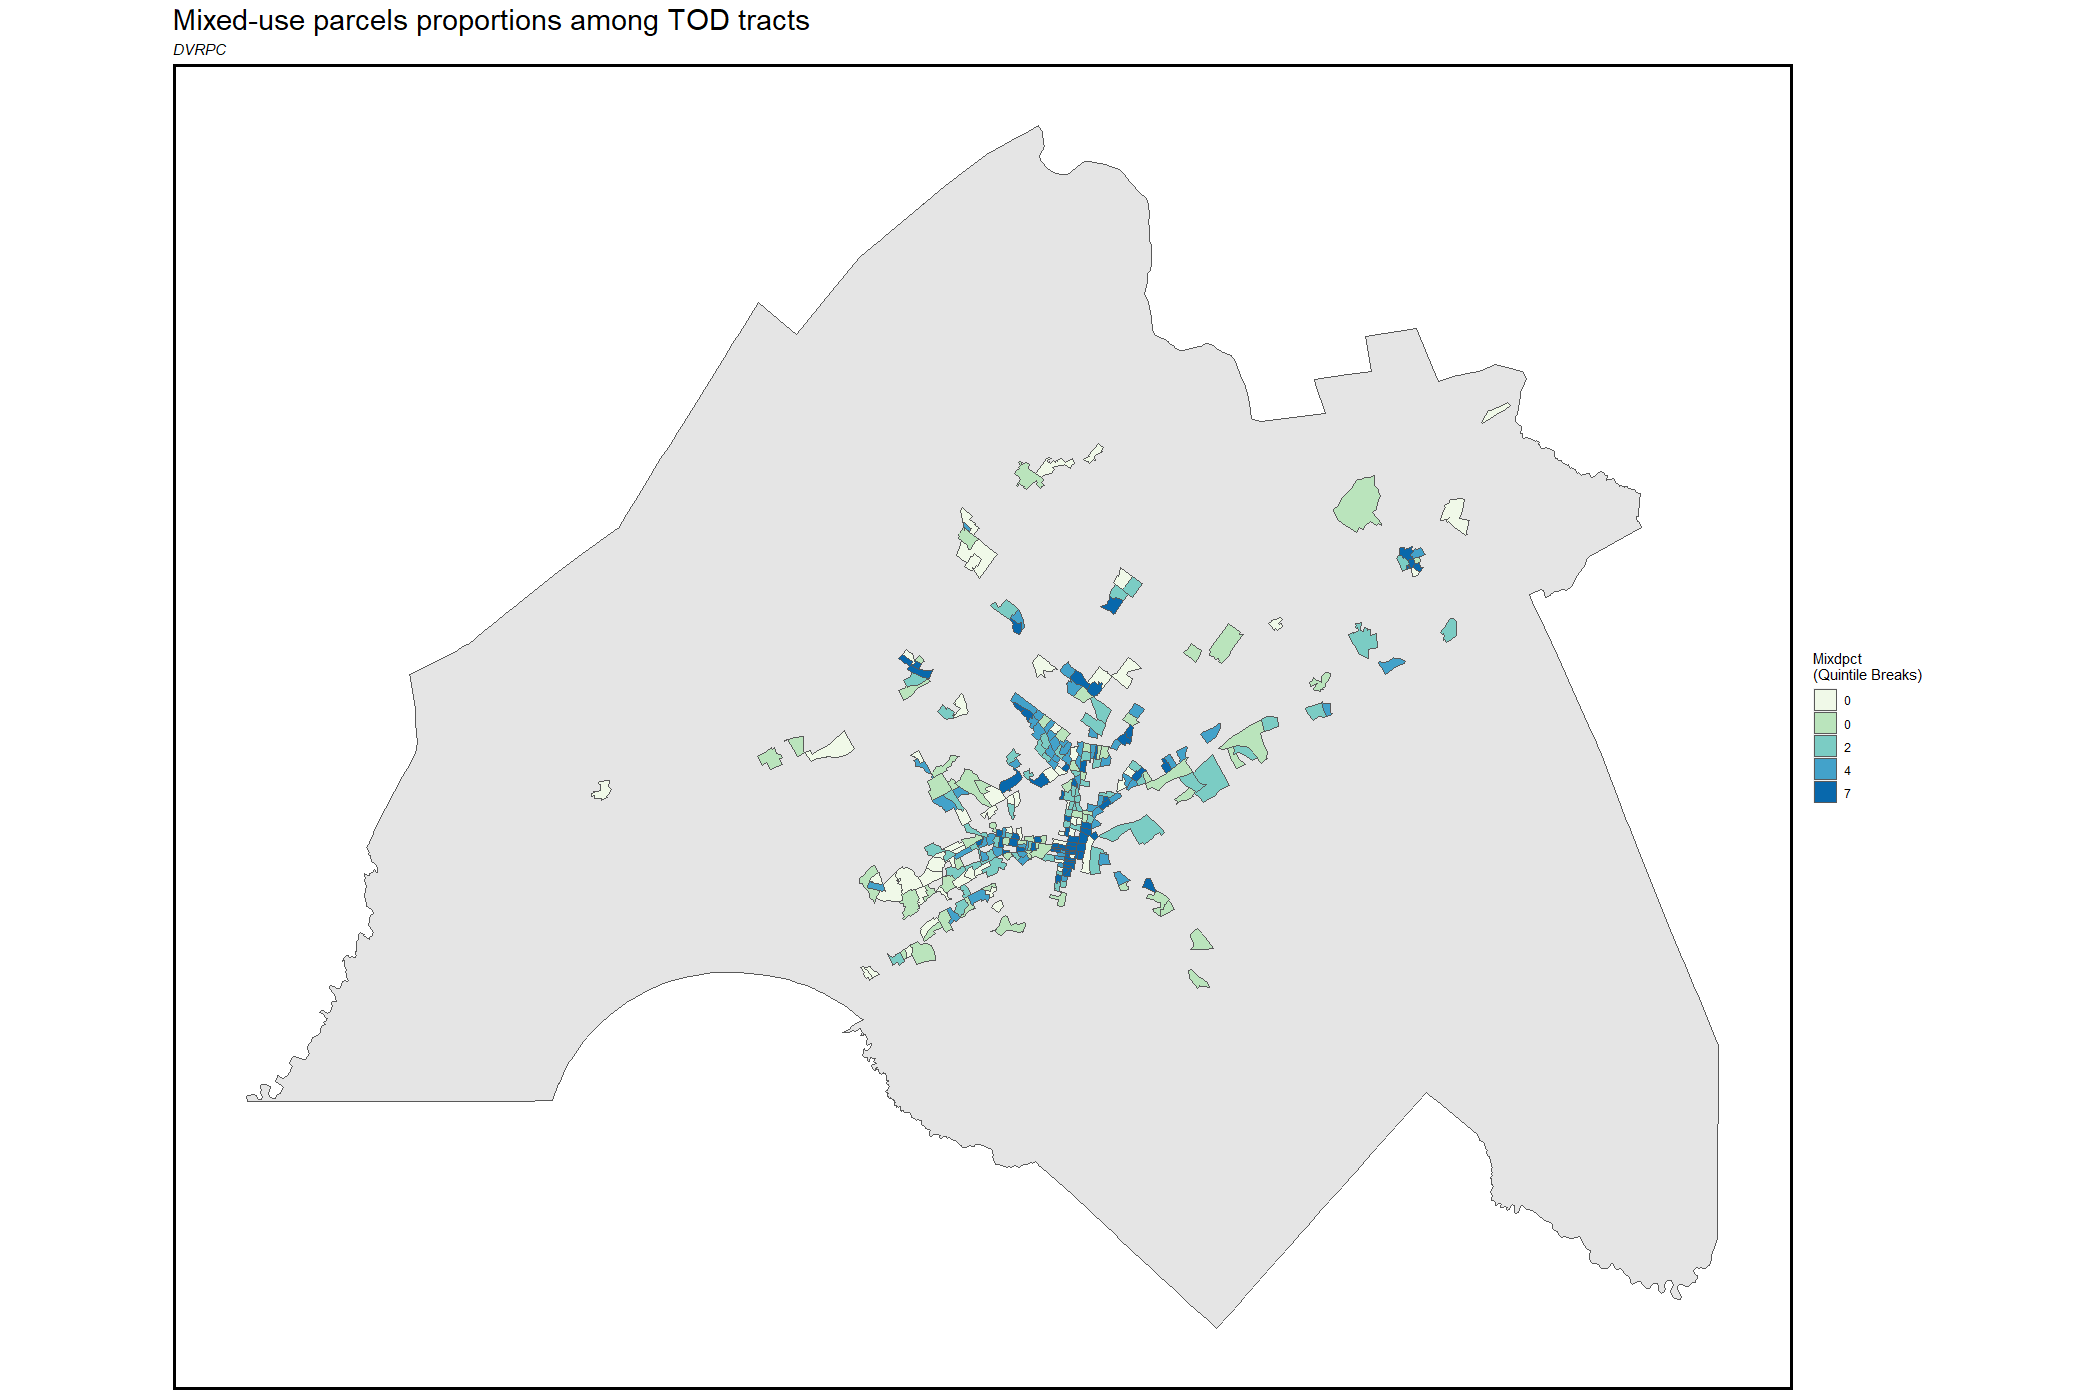 Mixed-use parcels proportions among TOD tracts
DVRPC
Mixdpct
(Quintile Breaks)
0
0
2
4
7